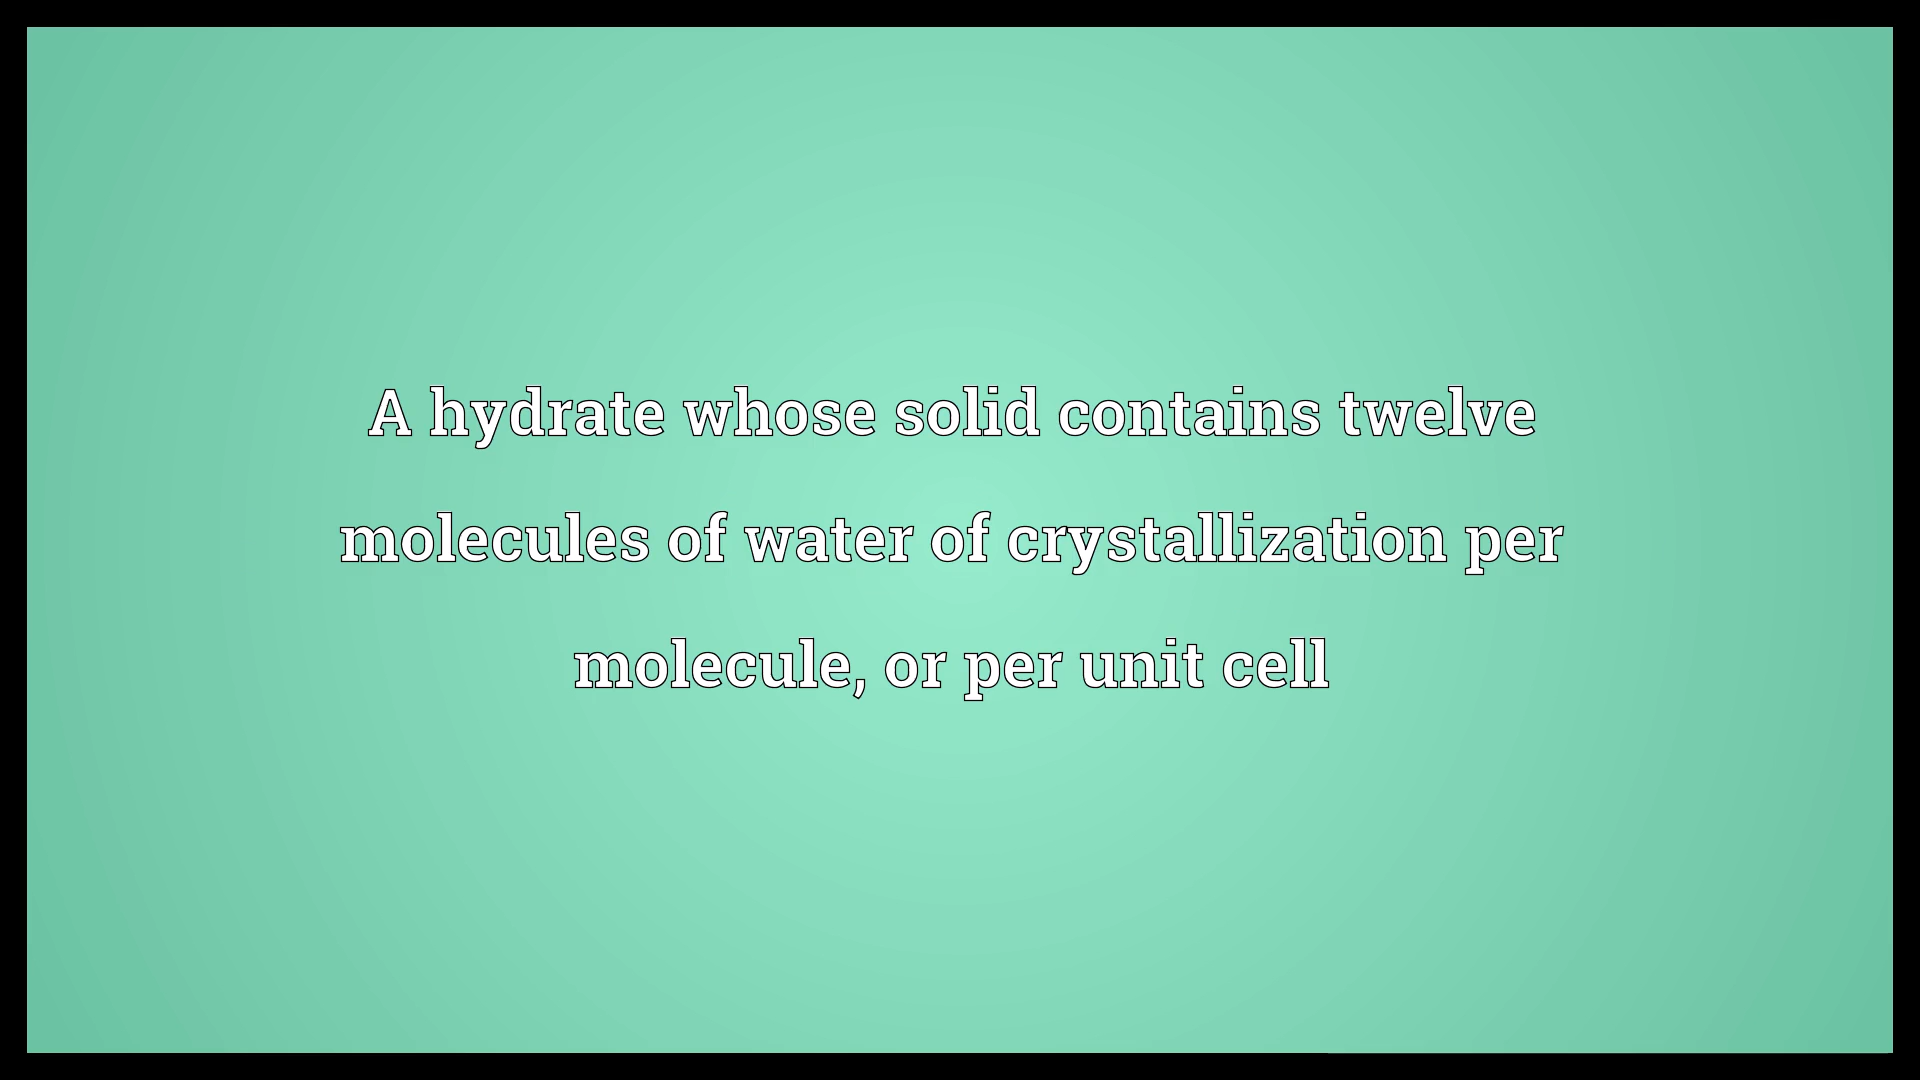 A hydrate whose solid contains twelve
molecules of water of crystallization per
molecule, or per unit cell